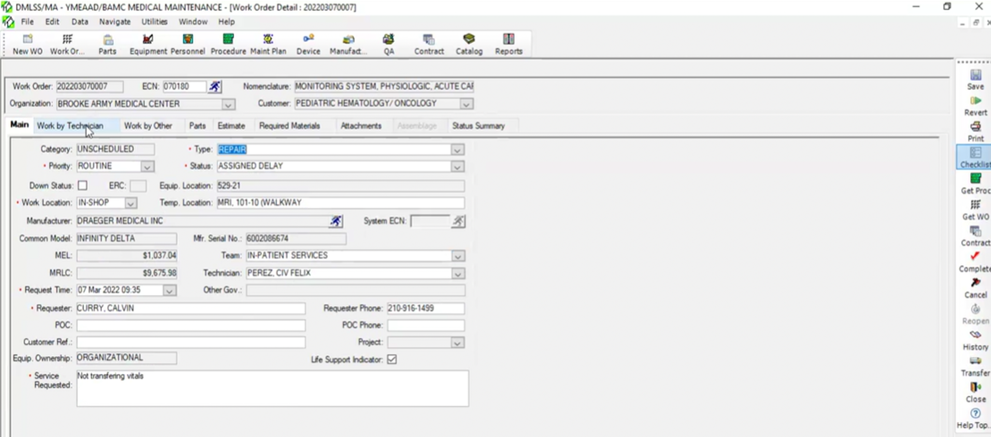 DMLSS/MA - YMEAAD/BAMC MEDICAL MAINTENANCE - [Work Order Detail : 202203070007]
File Edit Data Navigate Utilities Window Help
New WO Work Or... Parts Equipment Personnel Procedure Maint Plan Device Manufact... QA Contract Catalog Reports
Work Order: 202203070007 ECN: 070180 Nomenclature: MONITORING SYSTEM, PHYSIOLOGIC, ACUTE CAR
Organization: BROOKE ARMY MEDICAL CENTER Customer: PEDIATRIC HEMATOLOGY/ ONCOLOGY
Main Work by Technician Work by Other Parts Estimate Required Materials Attachments Assemblage Status Summary
Category: UNSCHEDULED * Type: REPAIR
* Priority: ROUTINE * Status: ASSIGNED DELAY
Down Status: ERC: Equip. Location: 529-21
* Work Location: IN-SHOP Temp. Location: MRI, 101-10 (WALKWAY
Manufacturer: DRAEGER MEDICAL INC System ECN:
Common Model: INFINITY DELTA Mfr. Serial No.: 6002086674
MEL: $1,037.04 Team: IN-PATIENT SERVICES
MRLC: $9,675.98 Technician: PEREZ, CIV FELIX
* Request Time: 07 Mar 2022 09:35 Other Gov.:
* Requester: CURRY, CALVIN Requester Phone: 210-916-1499
POC: POC Phone:
Customer Ref.: Project:
Equip. Ownership: ORGANIZATIONAL Life Support Indicator:
* Service Requested: Not transfering vitals
Save
Revert
Print
Checklist
Get Proc
Get WO
Contract
Complete
Cancel
Reopen
History
Transfer
Close
Help Top..